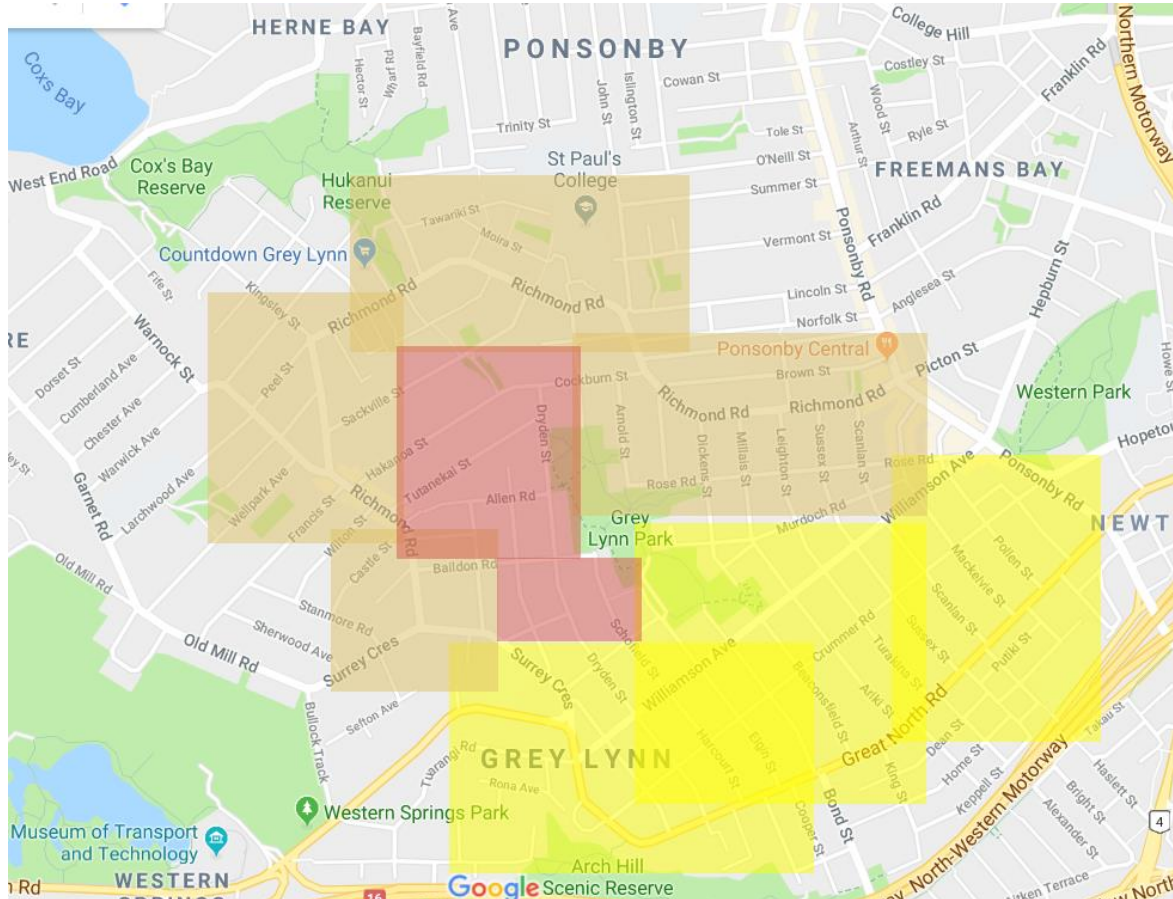 HERNE BAY
Bayfield Rd
Wharf Rd
Hector St
PONSONBY
College Hill
Northern Motorway
Coxs Bay
John St
Islington St
Cowan St
Costley St
Franklin Rd
Wood St
Trinity St
Tole St
Arthur St
Ryle St
West End Road
Cox's Bay
Reserve
Hukanui
Reserve
St Paul's
College
O'Neill St
Summer St
FREEMANS BAY
Tawariki St
Moira St
Countdown Grey Lynn
Vermont St
Ponsonby Rd
Franklin Rd
Hepburn St
Fife St
Kingsley St
Richmond Rd
Richmond Rd
Lincoln St
Anglesea St
Norfolk St
RE
Warnock St
Ponsonby Central
Picton St
Howe St
Dorset St
Cumberland Ave
Chester Ave
Warwick Ave
Peel St
Sackville St
Cockburn St
Brown St
Richmond Rd
Richmond Rd
Western Park
Dryden St
Arnold St
Dickens St
Millais St
Leighton St
Sussex St
Scanlan St
Hakanoa St
Tutanekai St
Hopetou
Garnet Rd
Larchwood Ave
Wellpark Ave
Francis St
Wilton St
Richmond Rd
Allen Rd
Rose Rd
Rose Rd
Williamson Ave
Ponsonby Rd
Grey
Lynn Park
Murdoch Rd
NEWT
Old Mill Rd
Castle St
Baildon Rd
Pollen St
Mackelvie St
Scanlan St
Stanmore Rd
Sherwood Ave
Old Mill Rd
Surrey Cres
Surrey Cres
Schofield St
Dryden St
Williamson Ave
Crummer Rd
Turakina St
Sussex St
Putiki St
Beaconsfield St
Ariki St
Sefton Ave
Bullock Track
Tuarangi Rd
GREY LYNN
Rona Ave
Harcourt St
Elgin St
Great North Rd
Dean St
Takau St
King St
Home St
Keppell St
Haslett St
Bright St
Alexander St
Western Springs Park
Museum of Transport
and Technology
Cooper St
Bond St
North-Western Motorway
4
WESTERN
SPRINGS
Arch Hill
Scenic Reserve
Google
n Rd
16
itken Terrace
w North